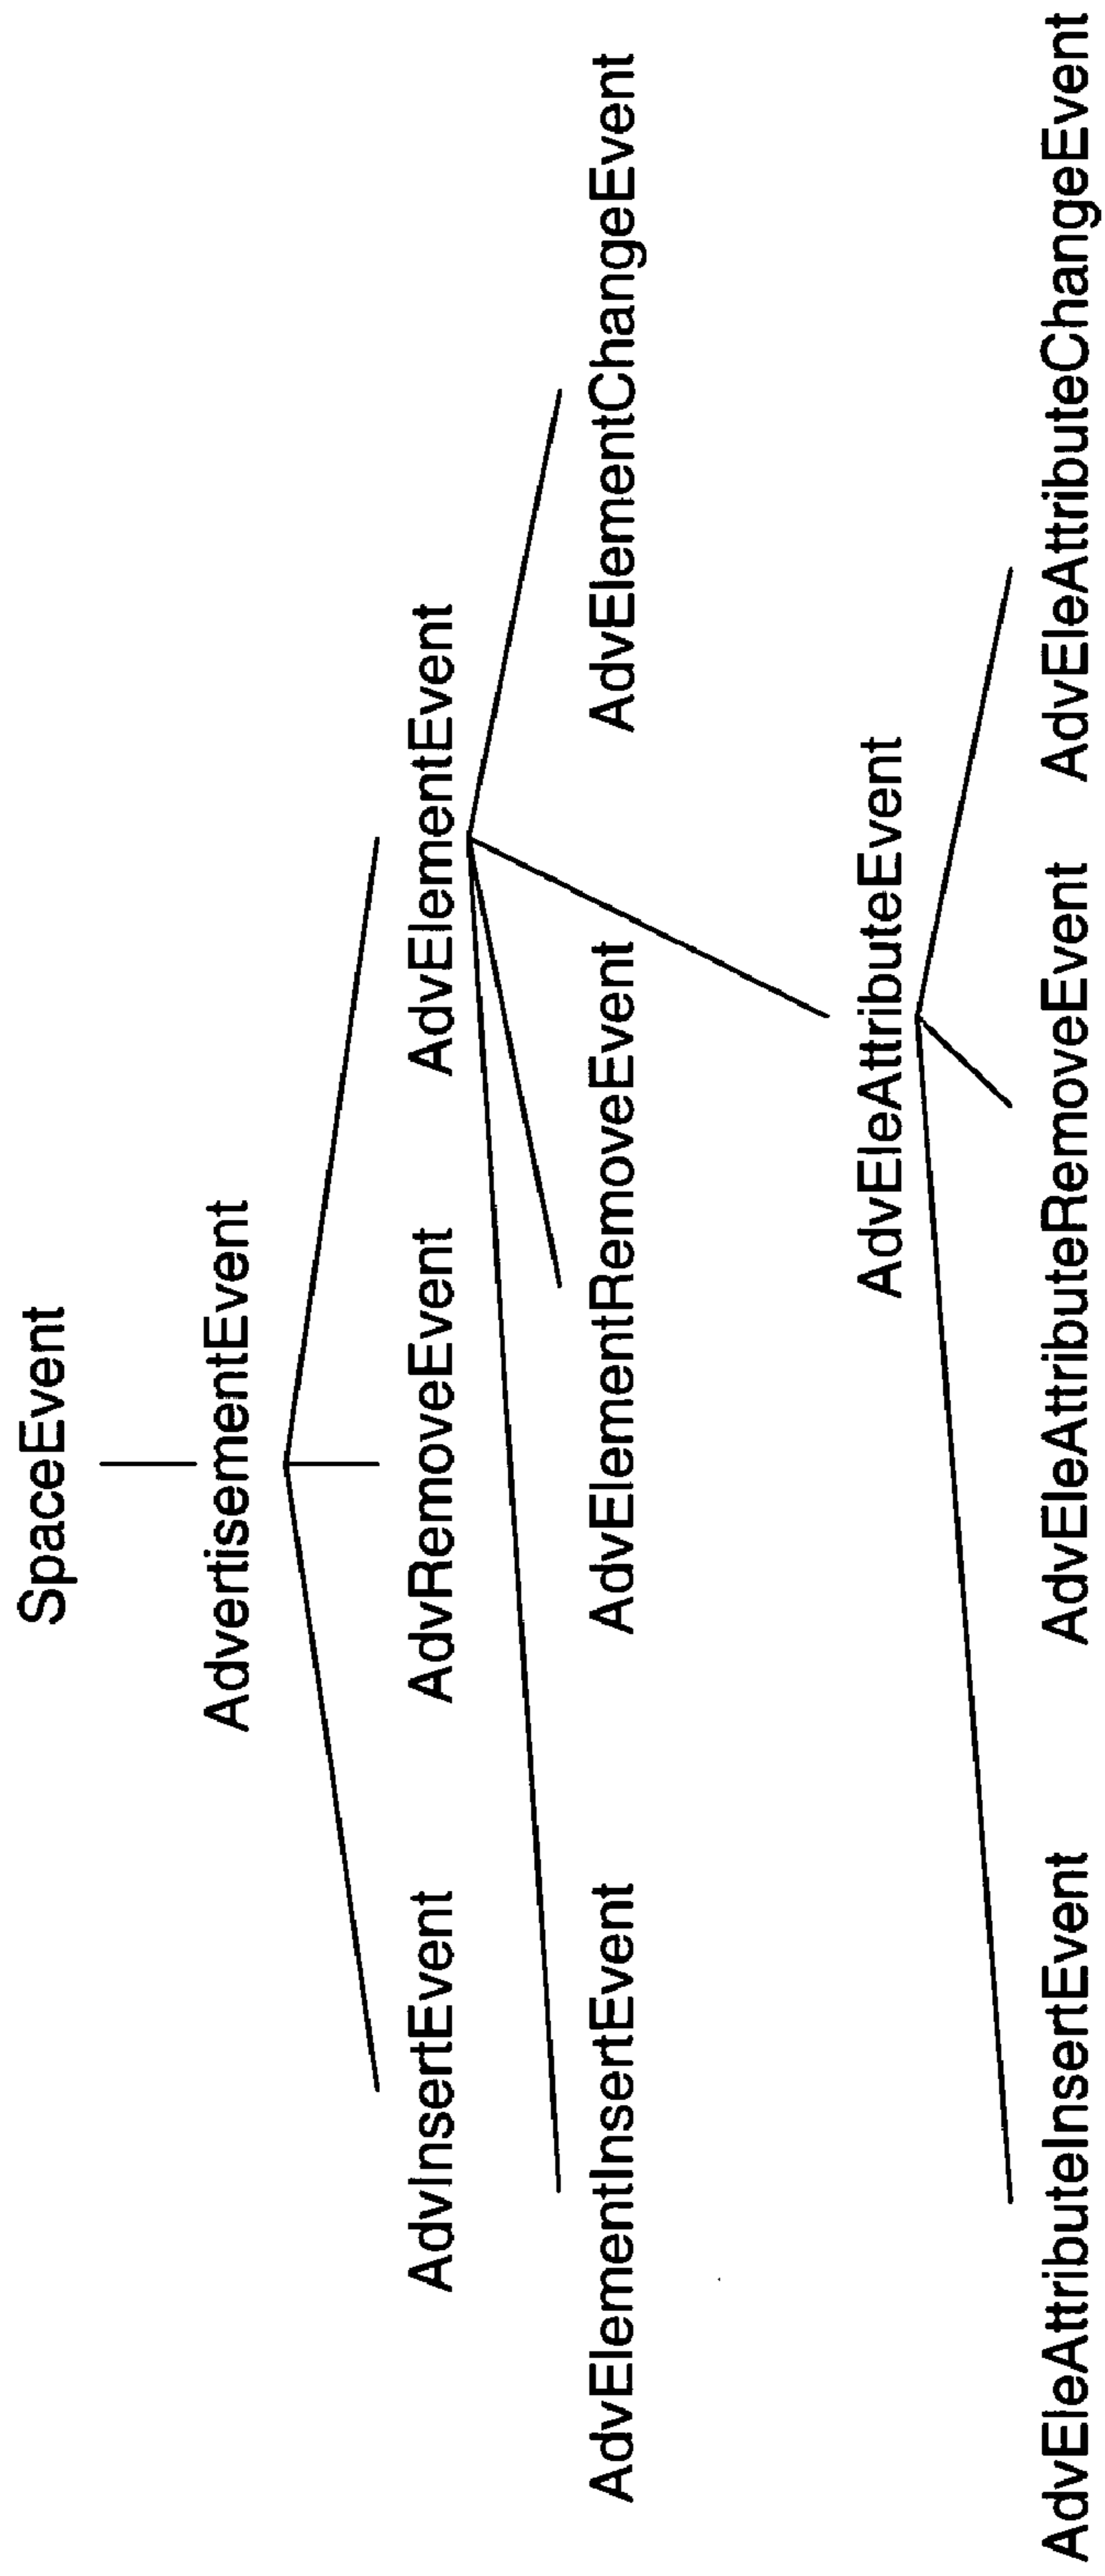 SpaceEvent
AdvertisementEvent
AdvInsertEvent AdvRemoveEvent AdvElementEvent
AdvElementInsertEvent AdvElementRemoveEvent AdvElementChangeEvent
AdvEleAttributeEvent
AdvEleAttributeInsertEvent AdvEleAttributeRemoveEvent AdvEleAttributeChangeEvent